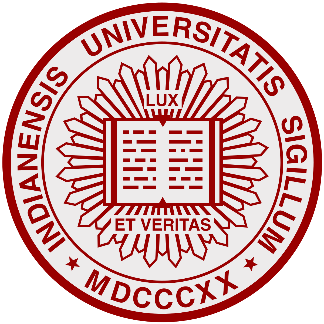 INDIANENSIS UNIVERSITATIS SIGILLUM
LUX
ET VERITAS
★ MDCCCXX ★